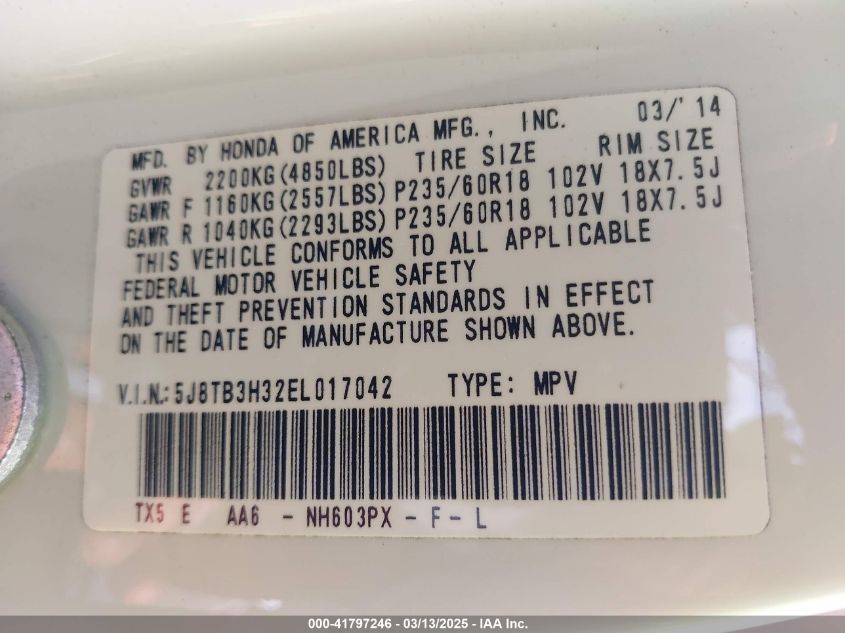 03/'14
MFD. BY HONDA OF AMERICA MFG., INC.
GVWR 2200KG(4850LBS) TIRE SIZE RIM SIZE
GAWR F 1160KG(2557LBS) P235/60R18 102V 18X7.5J
GAWR R 1040KG(2293LBS) P235/60R18 102V 18X7.5J
THIS VEHICLE CONFORMS TO ALL APPLICABLE
FEDERAL MOTOR VEHICLE SAFETY
AND THEFT PREVENTION STANDARDS IN EFFECT
ON THE DATE OF MANUFACTURE SHOWN ABOVE.
V.I.N.: 5J8TB3H32EL017042 TYPE: MPV
TX5 E AA6 - NH603PX - F - L
000-41797246 - 03/13/2025 - IAA Inc.